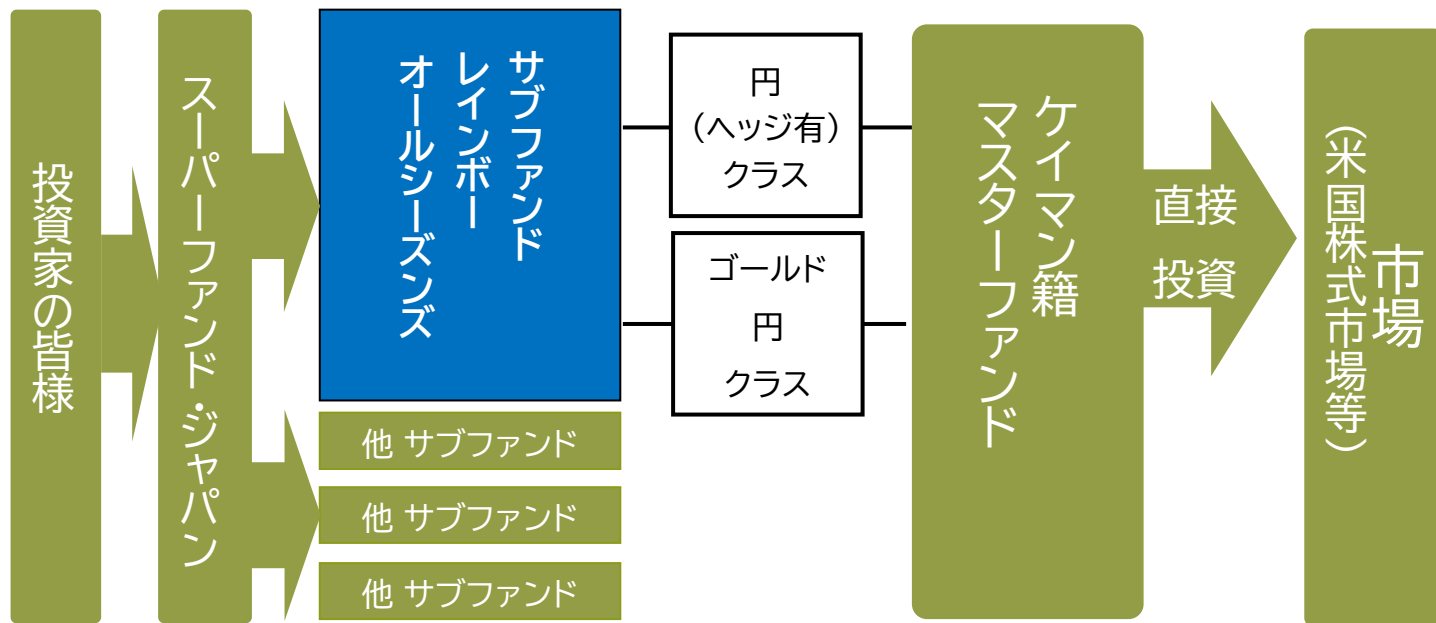 投資家の皆様
スーパーファンド・ジャパン
サブファンド
レインボー
オールシーズンズ
他 サブファンド
他 サブファンド
他 サブファンド
円
(ヘッジ有)
クラス
ゴールド
円
クラス
ケイマン籍
マスターファンド
直接
投資
市場
(米国株式市場等)